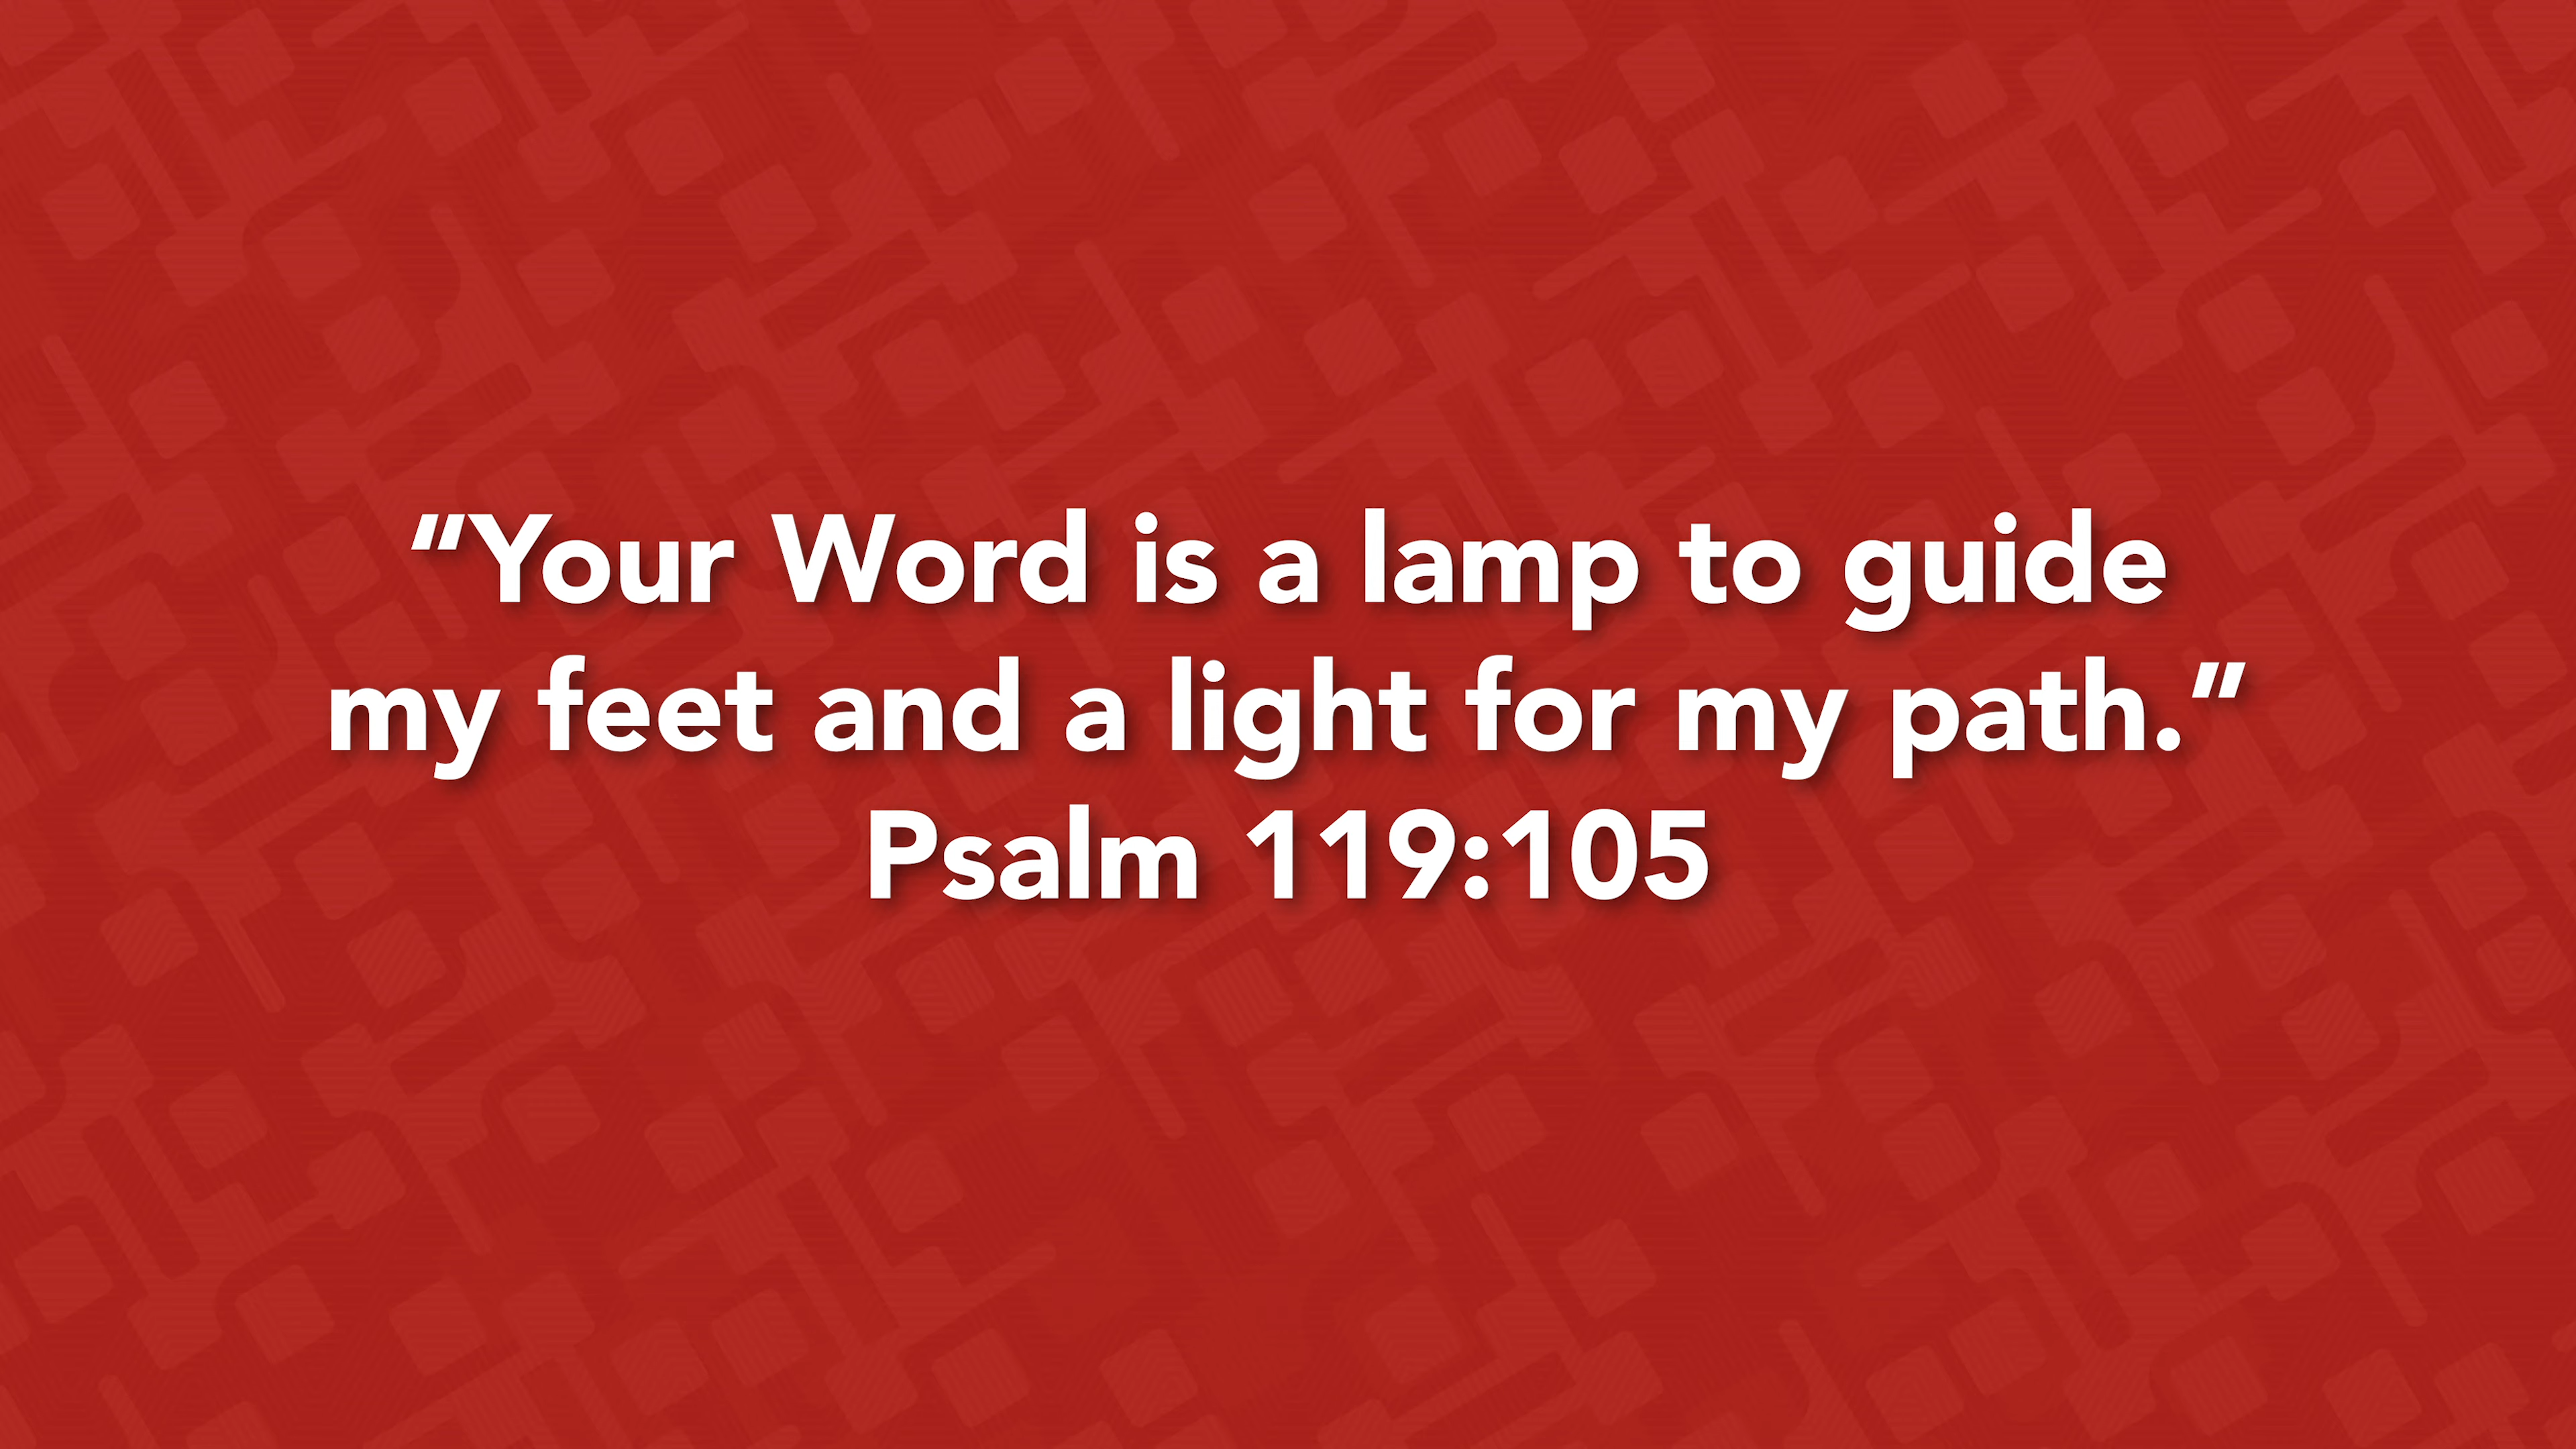 “Your Word is a lamp to guide
my feet and a light for my path.”
Psalm 119:105